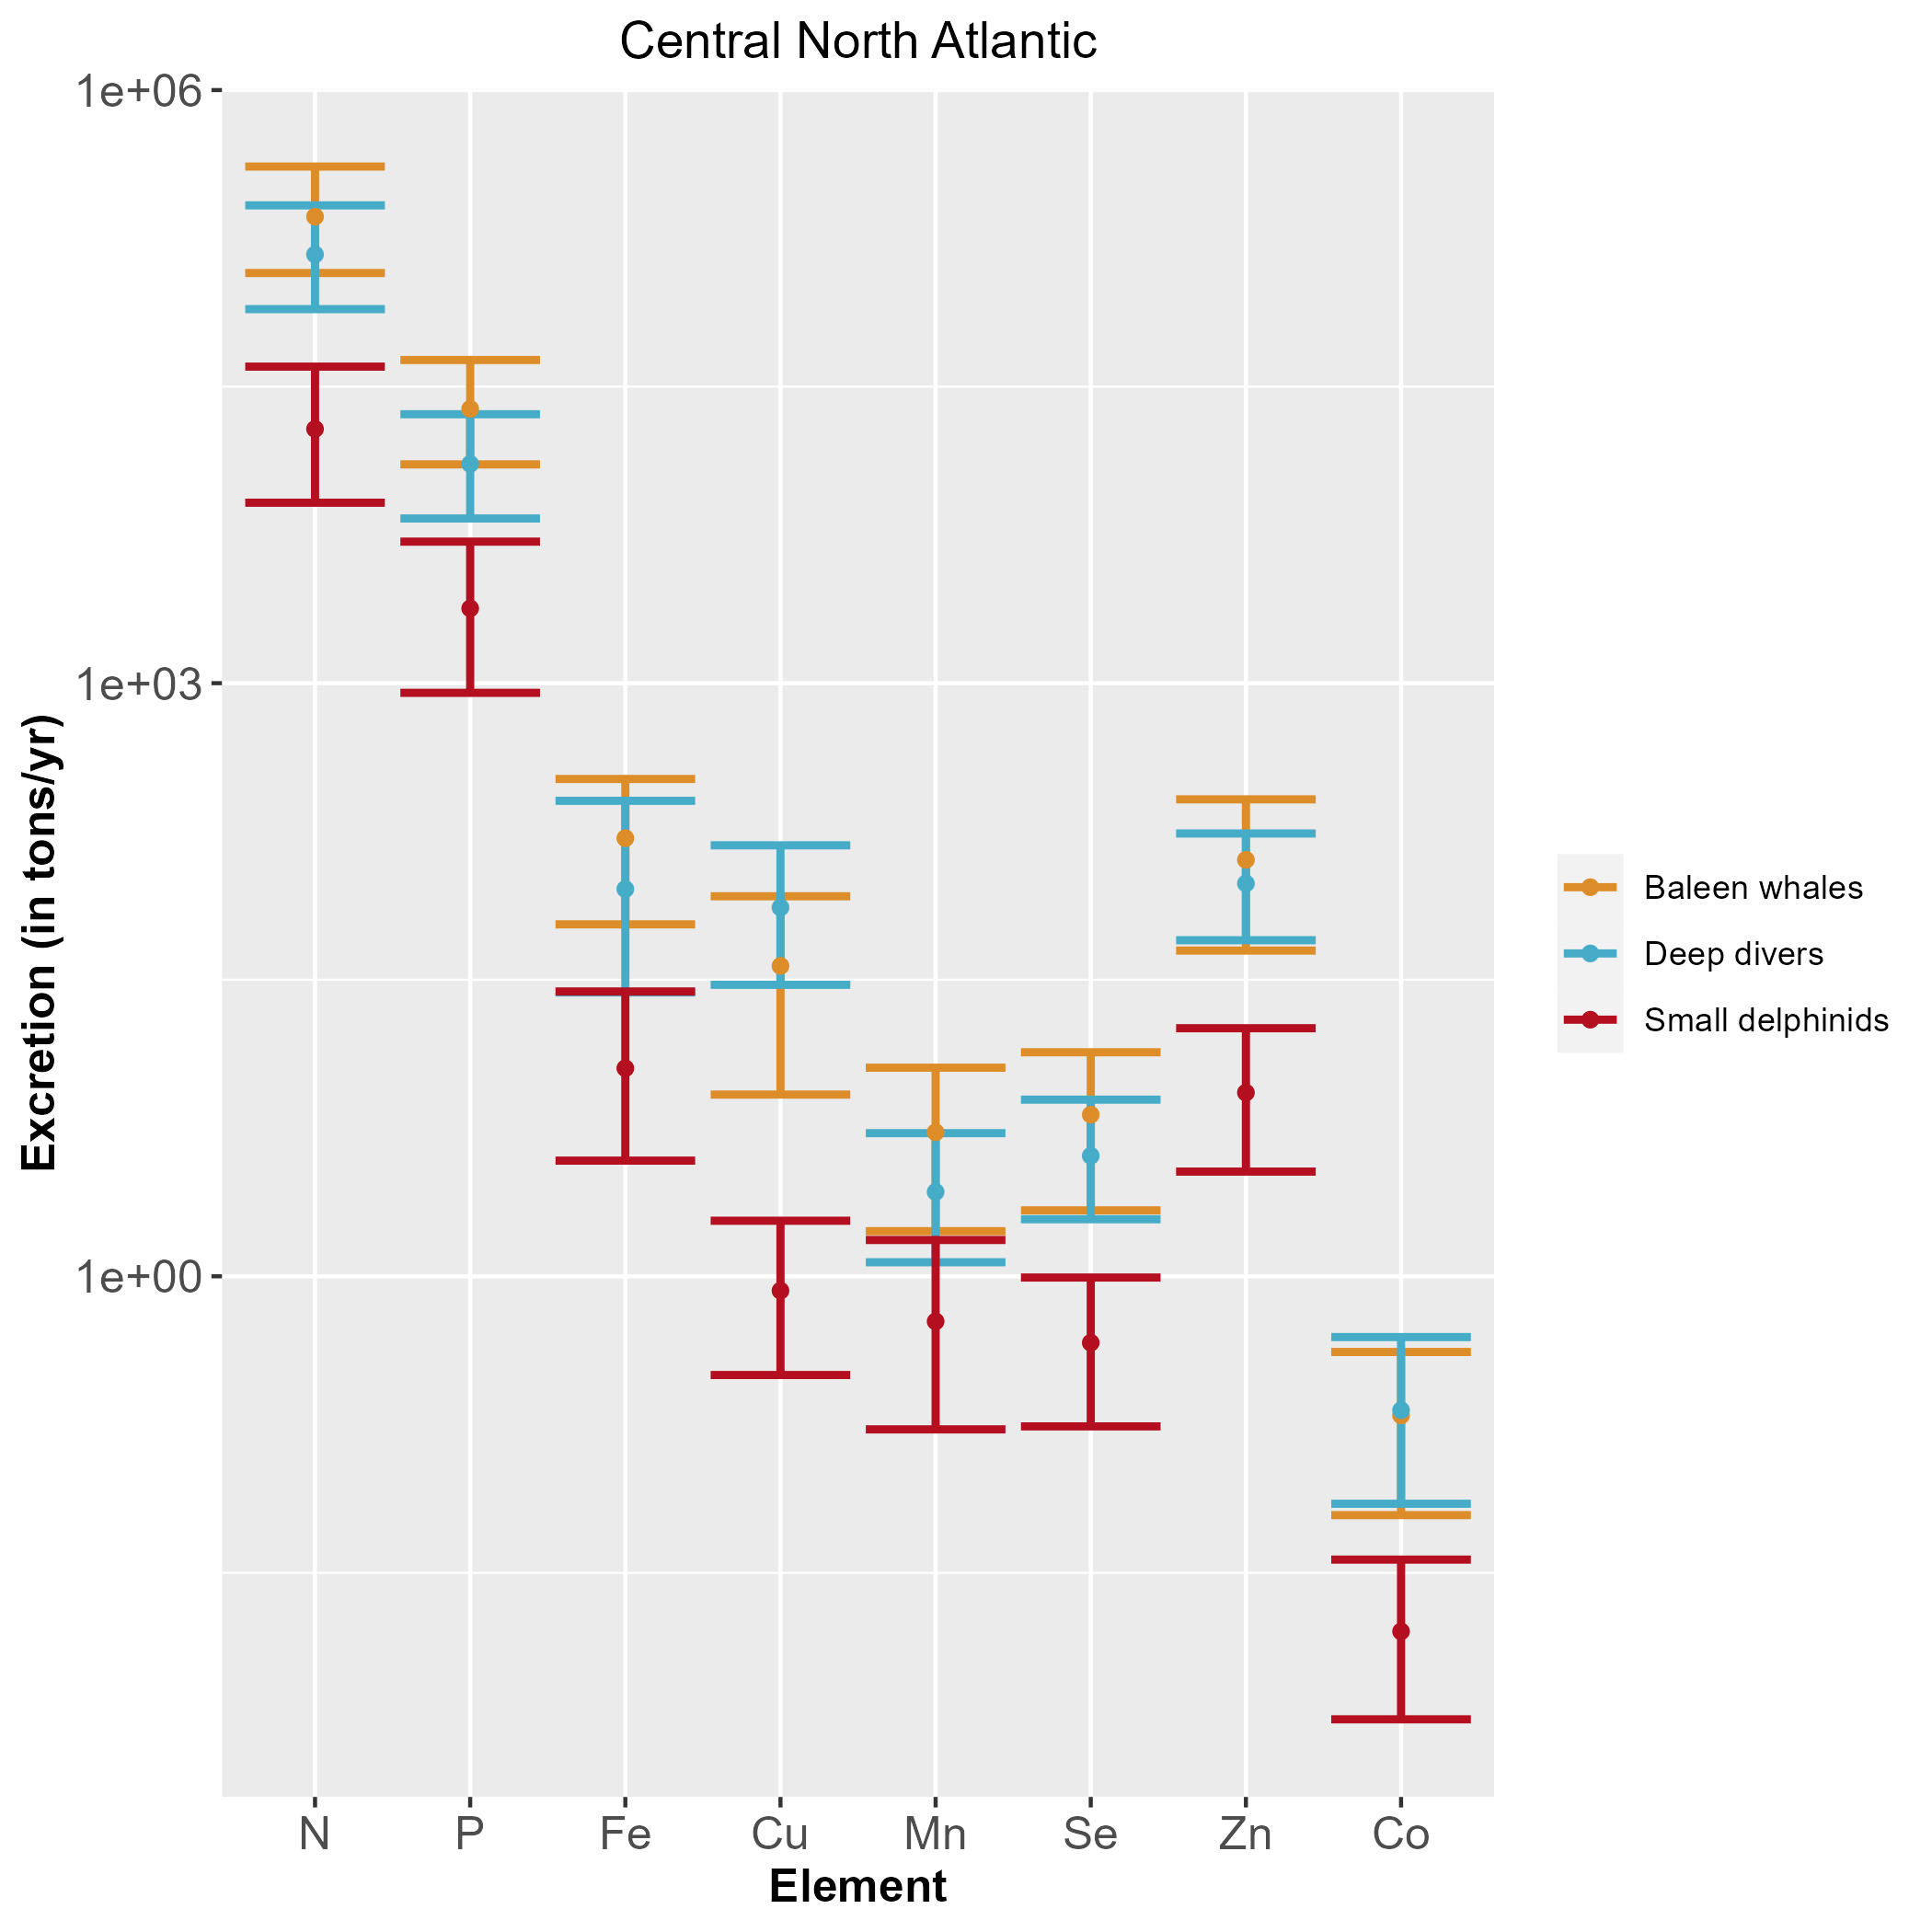 Central North Atlantic
1e+06
1e+03
1e+00
Excretion (in tons/yr)
Baleen whales
Deep divers
Small delphinids
N P Fe Cu Mn Se Zn Co
Element